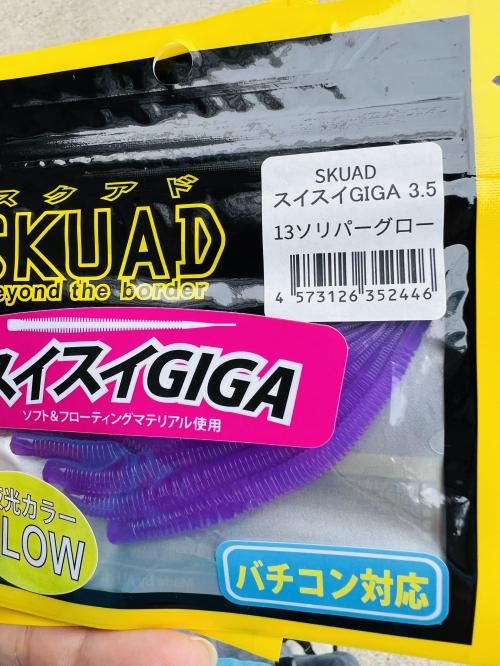 スクアド
SKUAD
beyond the border
SKUAD
スイスイGIGA 3.5
13ソリパーグロー
4 573126 352446
スイスイGIGA
ソフト&フローティングマテリアル使用
光カラー
LOW
バチコン対応